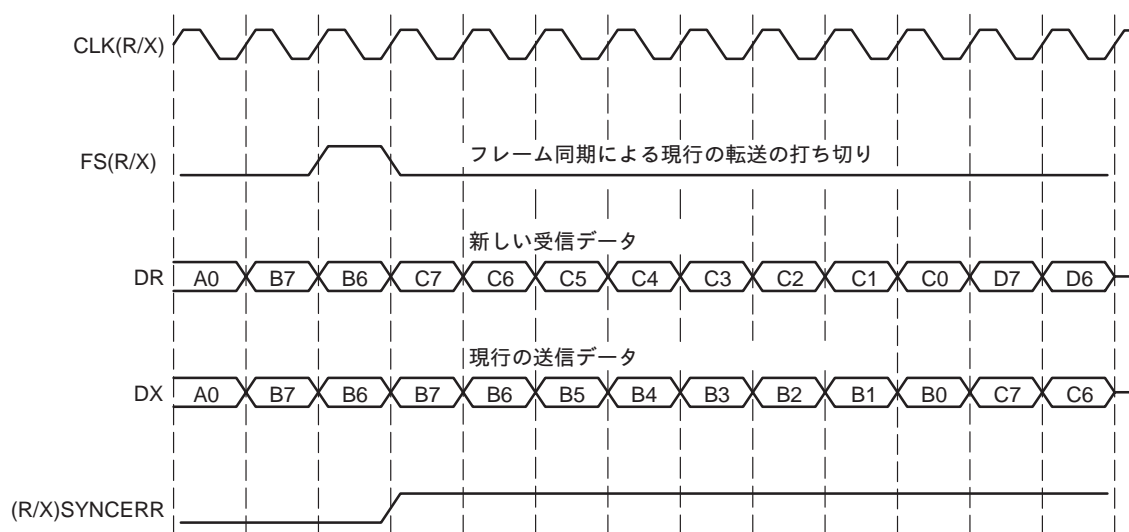 CLK(R/X)
FS(R/X)
フレーム同期による現行の転送の打ち切り
新しい受信データ
DR A0 B7 B6 C7 C6 C5 C4 C3 C2 C1 C0 D7 D6
現行の送信データ
DX A0 B7 B6 B7 B6 B5 B4 B3 B2 B1 B0 C7 C6
(R/X)SYNCERR